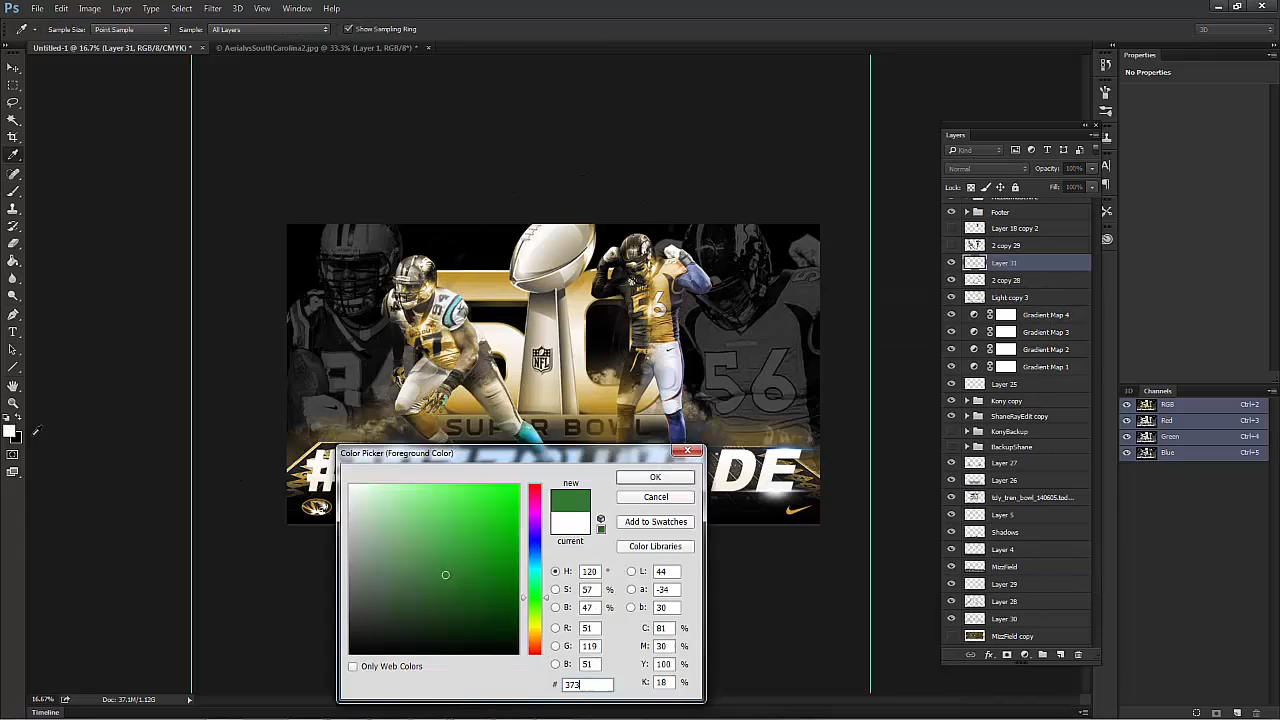 Ps File Edit Image Layer Type Select Filter 3D View Window Help
Sample Size: Point Sample Sample: All Layers Show Sampling Ring 3D
Untitled-1 @ 16.7% (Layer 31, RGB/8/CMYK) * × © AerialvsSouthCarolina2.jpg @ 33.3% (Layer 1, RGB/8*) * ×
Properties
No Properties
Layers
Kind
Normal Opacity: 100%
Lock: Fill: 100%
Footer
Layer 18 copy 2
2 copy 29
Layer 31
2 copy 28
Light copy 3
Gradient Map 4
Gradient Map 3
Gradient Map 2
Gradient Map 1
Layer 25
Kony copy
ShaneRayEdit copy
KonyBackup
BackupShane
Layer 27
Layer 26
tdy_tren_bowl_140605.tod...
Layer 5
Shadows
Layer 4
MizzField
Layer 29
Layer 28
Layer 30
MizzField copy
3D Channels
RGB Ctrl+2
Red Ctrl+3
Green Ctrl+4
Blue Ctrl+5
94
56
NFL
SUPER BOWL
#
DE
Color Picker (Foreground Color)
new
current
OK
Cancel
Add to Swatches
Color Libraries
H: 120 °
S: 57 %
B: 47 %
R: 51
G: 119
B: 51
# 373
L: 44
a: -34
b: 30
C: 81 %
M: 30 %
Y: 100 %
K: 18 %
Only Web Colors
16.67% Doc: 37.1M/1.12G
Timeline